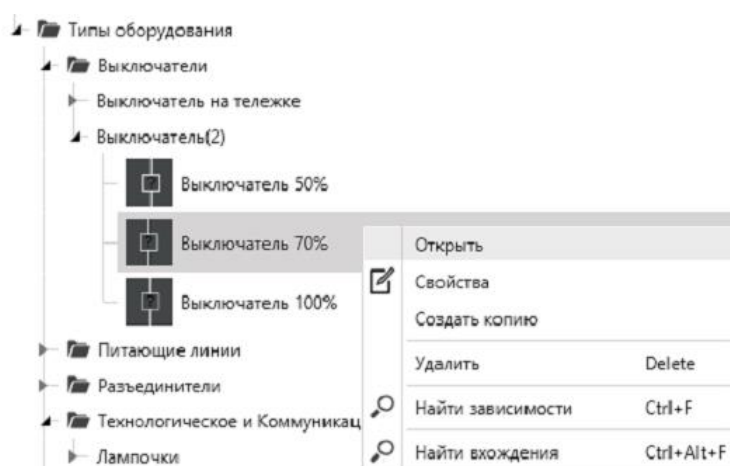 Типы оборудования
Выключатели
Выключатель на тележке
Выключатель(2)
Выключатель 50%
Выключатель 70%
Открыть
Свойства
Выключатель 100%
Создать копию
Питающие линии
Удалить Delete
Разъединители
Найти зависимости Ctrl+F
Технологическое и Коммуникац
Найти вхождения Ctrl+Alt+F
Лампочки